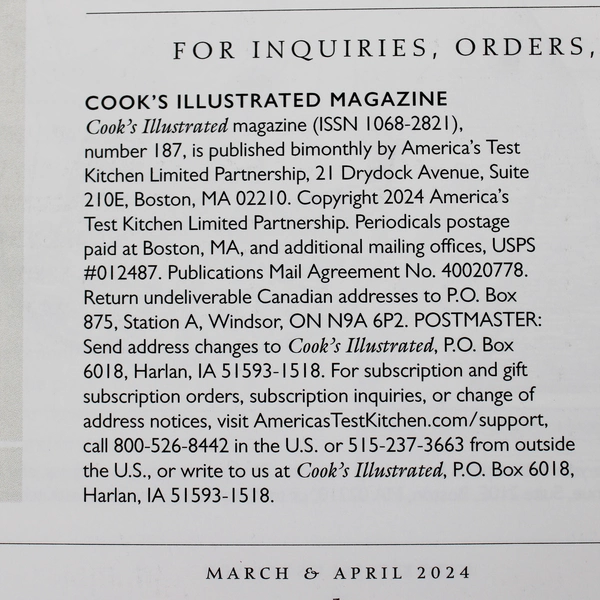 FOR INQUIRIES, ORDERS,
COOK'S ILLUSTRATED MAGAZINE
Cook's Illustrated magazine (ISSN 1068-2821),
number 187, is published bimonthly by America's Test
Kitchen Limited Partnership, 21 Drydock Avenue, Suite
210E, Boston, MA 02210. Copyright 2024 America's
Test Kitchen Limited Partnership. Periodicals postage
paid at Boston, MA, and additional mailing offices, USPS
#012487. Publications Mail Agreement No. 40020778.
Return undeliverable Canadian addresses to P.O. Box
875, Station A, Windsor, ON N9A 6P2. POSTMASTER:
Send address changes to Cook's Illustrated, P.O. Box
6018, Harlan, IA 51593-1518. For subscription and gift
subscription orders, subscription inquiries, or change of
address notices, visit AmericasTestKitchen.com/support,
call 800-526-8442 in the U.S. or 515-237-3663 from outside
the U.S., or write to us at Cook's Illustrated, P.O. Box 6018,
Harlan, IA 51593-1518.
MARCH & APRIL 2024